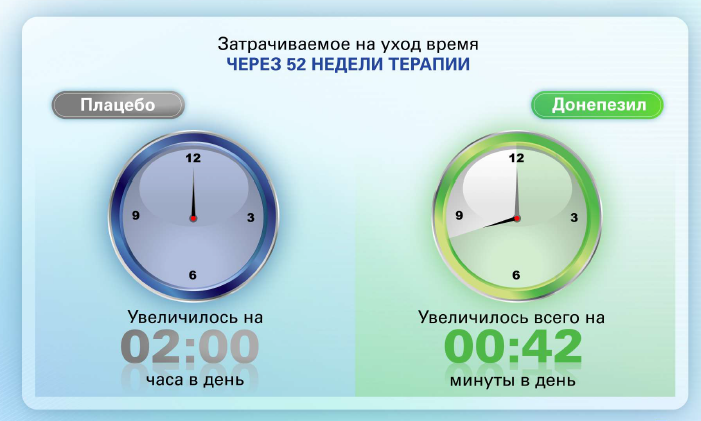 Затрачиваемое на уход время
ЧЕРЕЗ 52 НЕДЕЛИ ТЕРАПИИ
Плацебо
12
9
3
6
Увеличилось на
02:00
часа в день
Донепезил
12
9
3
6
Увеличилось всего на
00:42
минуты в день